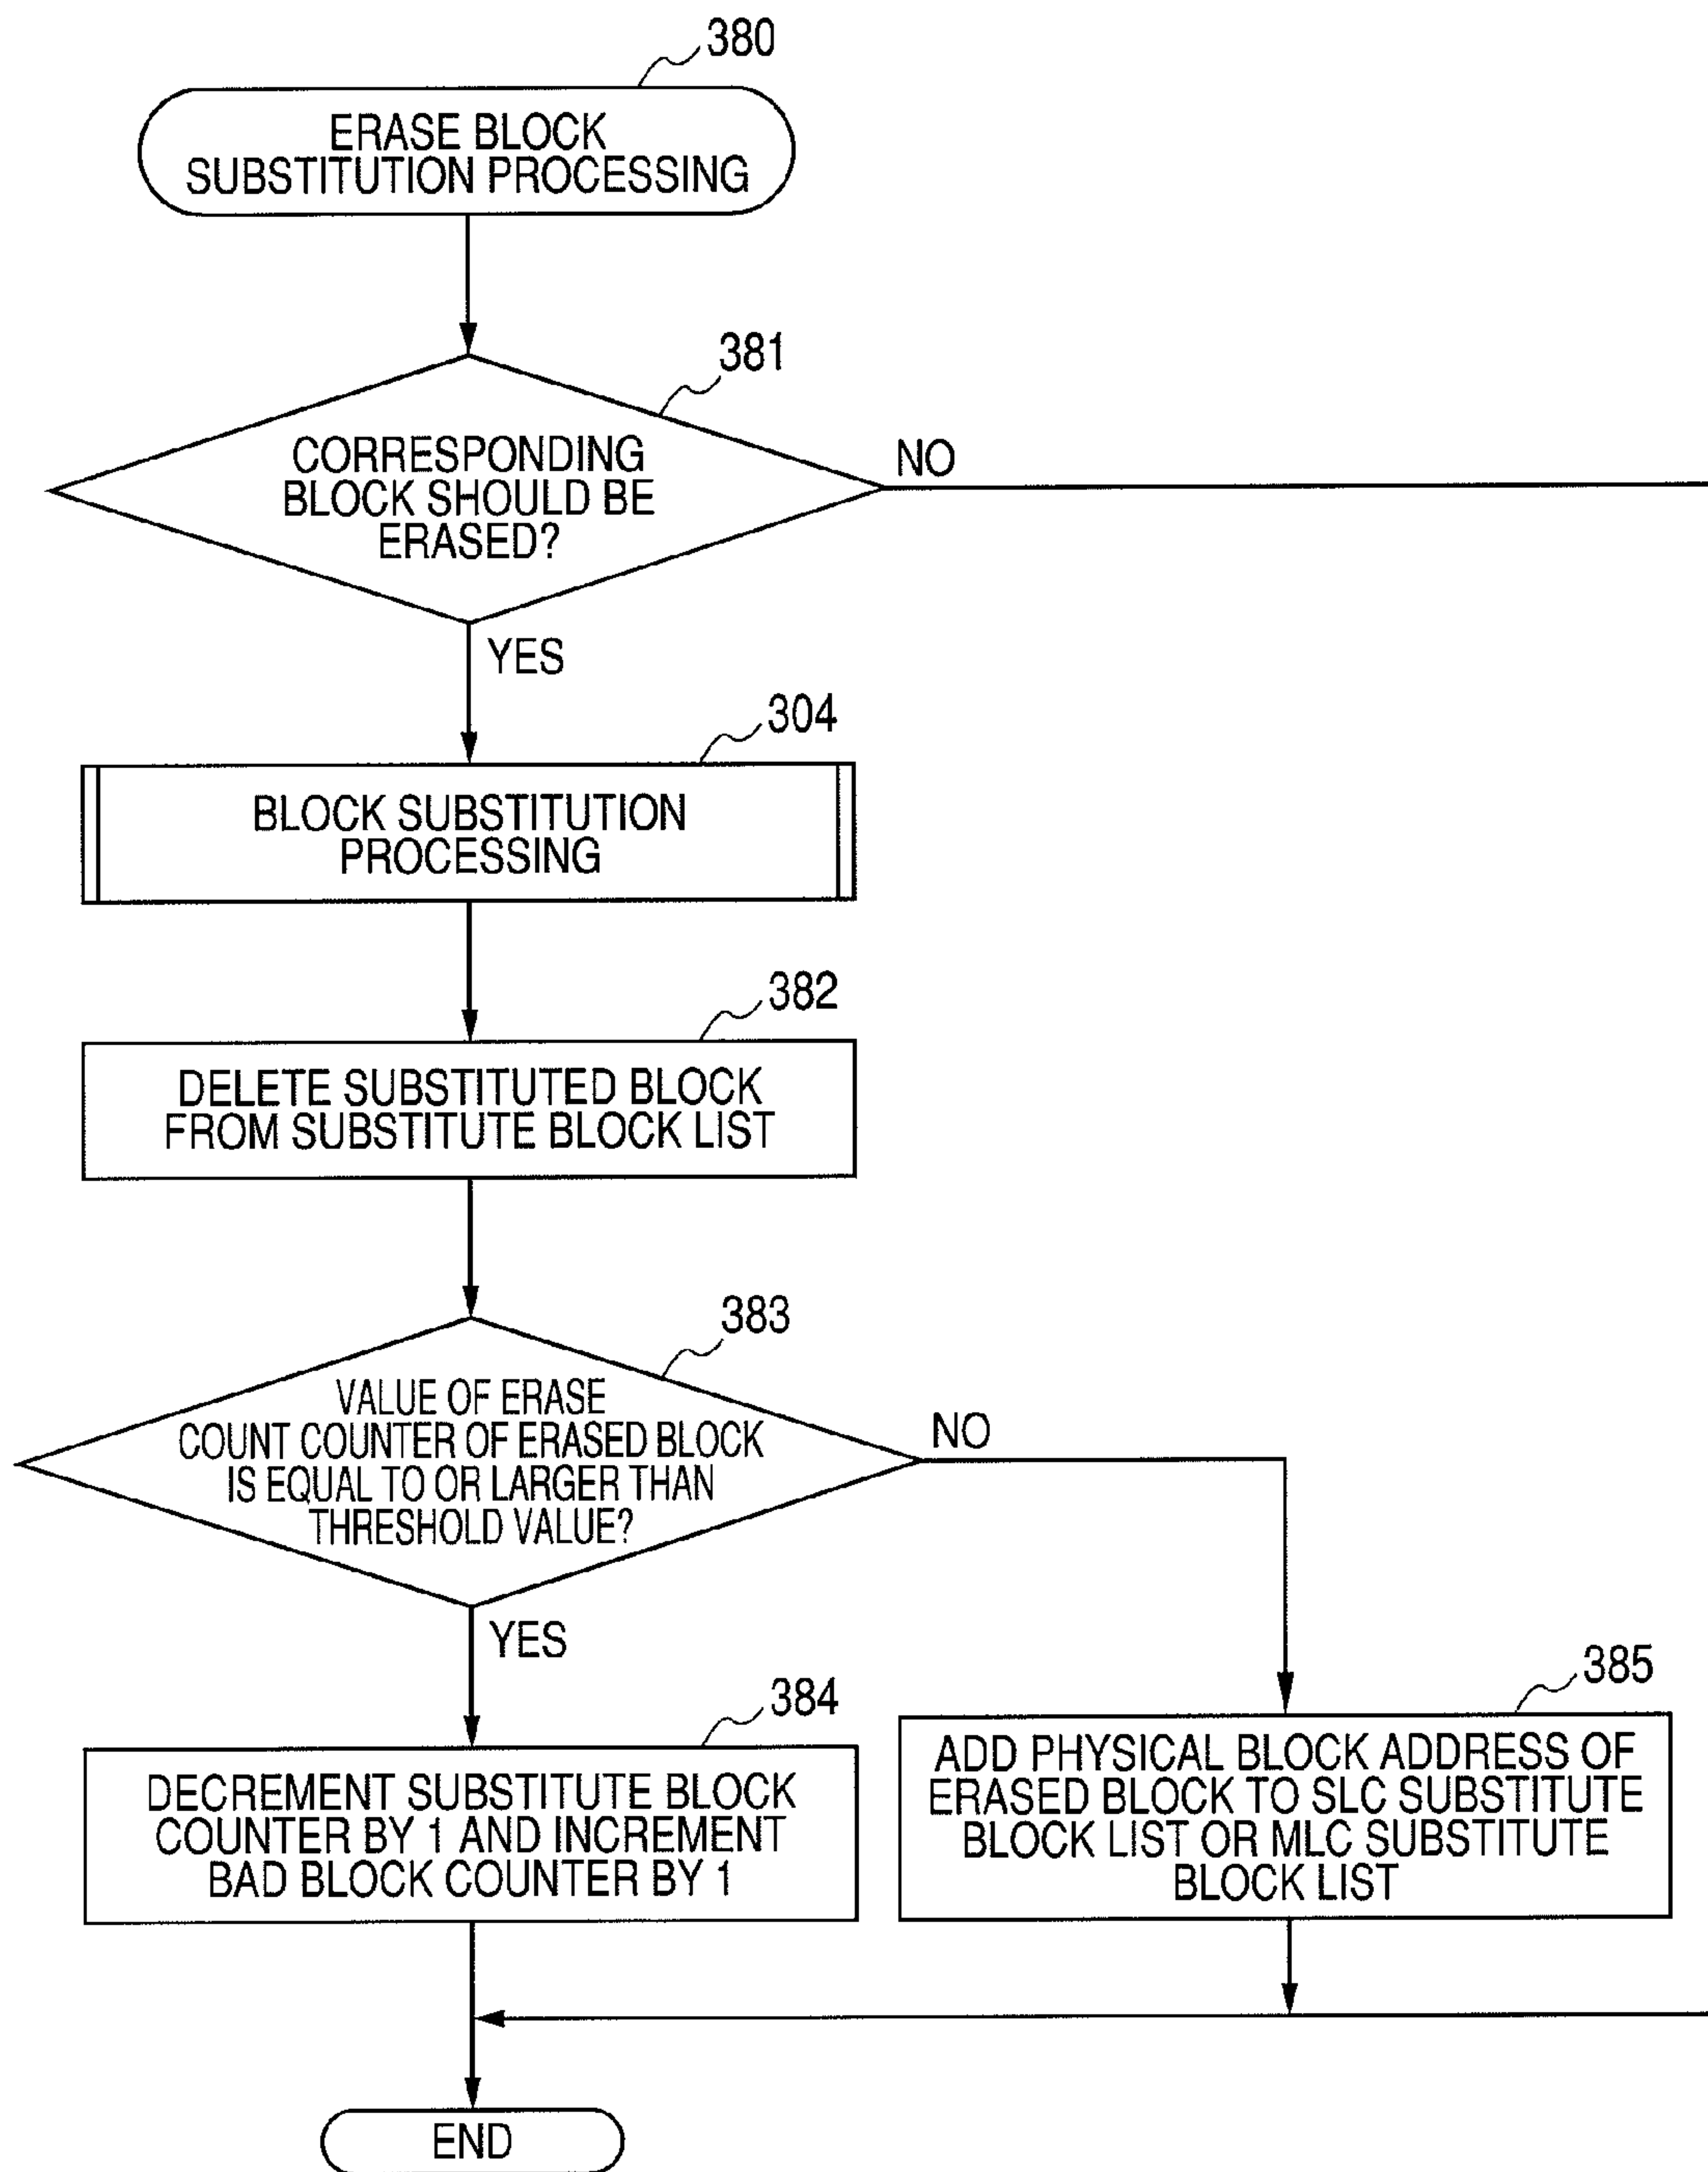 380
ERASE BLOCK
SUBSTITUTION PROCESSING
381
CORRESPONDING
BLOCK SHOULD BE
ERASED?
NO
YES
304
BLOCK SUBSTITUTION
PROCESSING
382
DELETE SUBSTITUTED BLOCK
FROM SUBSTITUTE BLOCK LIST
383
VALUE OF ERASE
COUNT COUNTER OF ERASED BLOCK
IS EQUAL TO OR LARGER THAN
THRESHOLD VALUE?
NO
YES
384
DECREMENT SUBSTITUTE BLOCK
COUNTER BY 1 AND INCREMENT
BAD BLOCK COUNTER BY 1
385
ADD PHYSICAL BLOCK ADDRESS OF
ERASED BLOCK TO SLC SUBSTITUTE
BLOCK LIST OR MLC SUBSTITUTE
BLOCK LIST
END